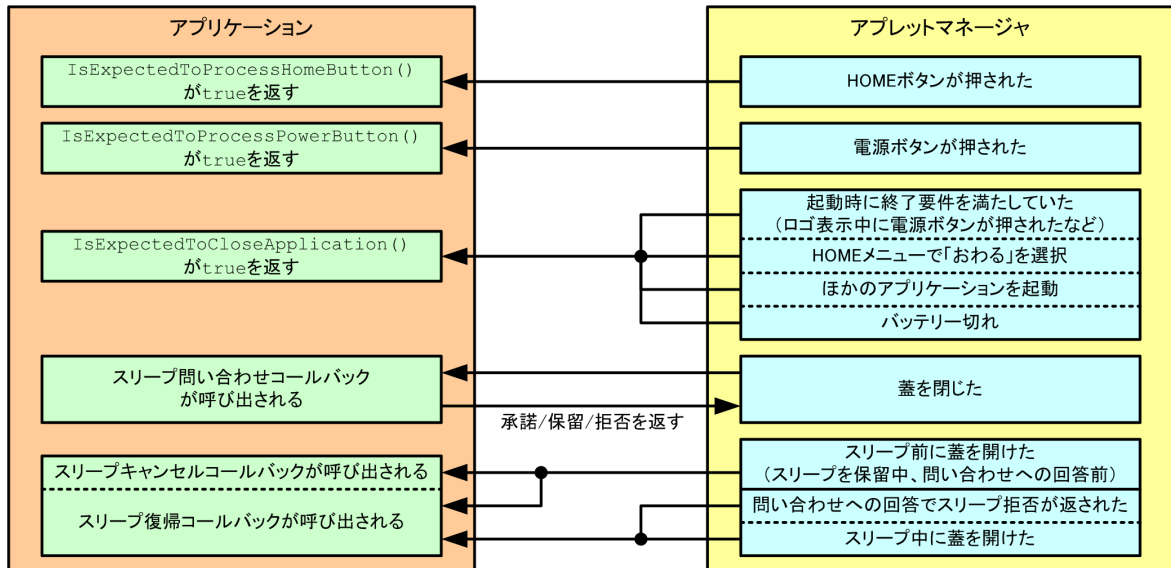 アプリケーション
アプレットマネージャ
IsExpectedToProcessHomeButton()
がtrueを返す
HOMEボタンが押された
IsExpectedToProcessPowerButton()
がtrueを返す
電源ボタンが押された
IsExpectedToCloseApplication()
がtrueを返す
起動時に終了要件を満たしていた
(ロゴ表示中に電源ボタンが押されたなど)
HOMEメニューで「おわる」を選択
ほかのアプリケーションを起動
バッテリー切れ
スリープ問い合わせコールバック
が呼び出される
蓋を閉じた
承諾/保留/拒否を返す
スリープキャンセルコールバックが呼び出される
スリープ復帰コールバックが呼び出される
スリープ前に蓋を開けた
(スリープを保留中、問い合わせへの回答前)
問い合わせへの回答でスリープ拒否が返された
スリープ中に蓋を開けた